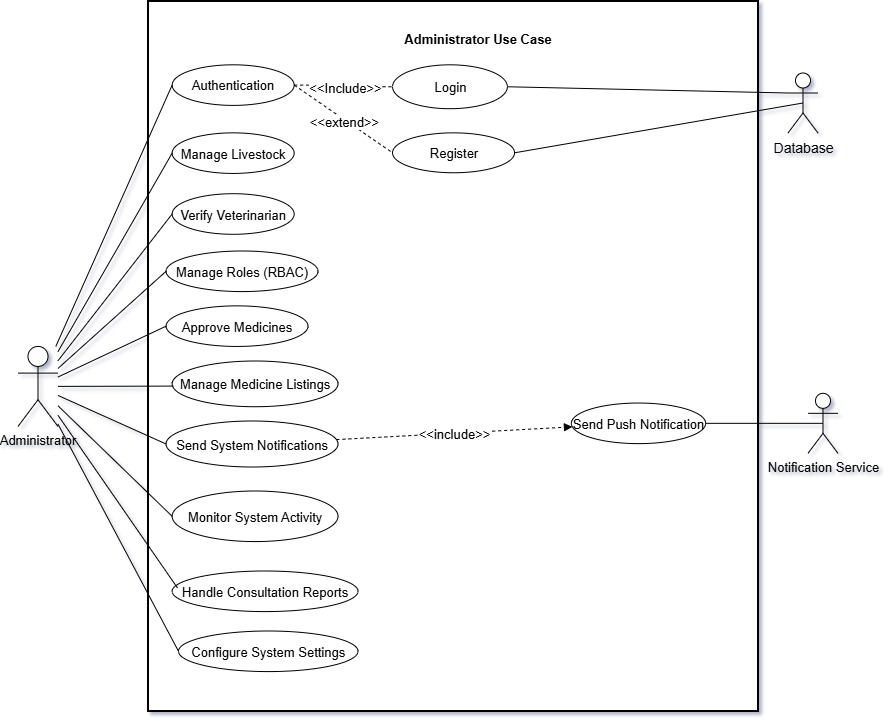 Administrator Use Case
Authentication
<<Include>>
Login
<<extend>>
Register
Database
Manage Livestock
Verify Veterinarian
Manage Roles (RBAC)
Approve Medicines
Manage Medicine Listings
Administrator
Send System Notifications
<<include>>
Send Push Notification
Notification Service
Monitor System Activity
Handle Consultation Reports
Configure System Settings